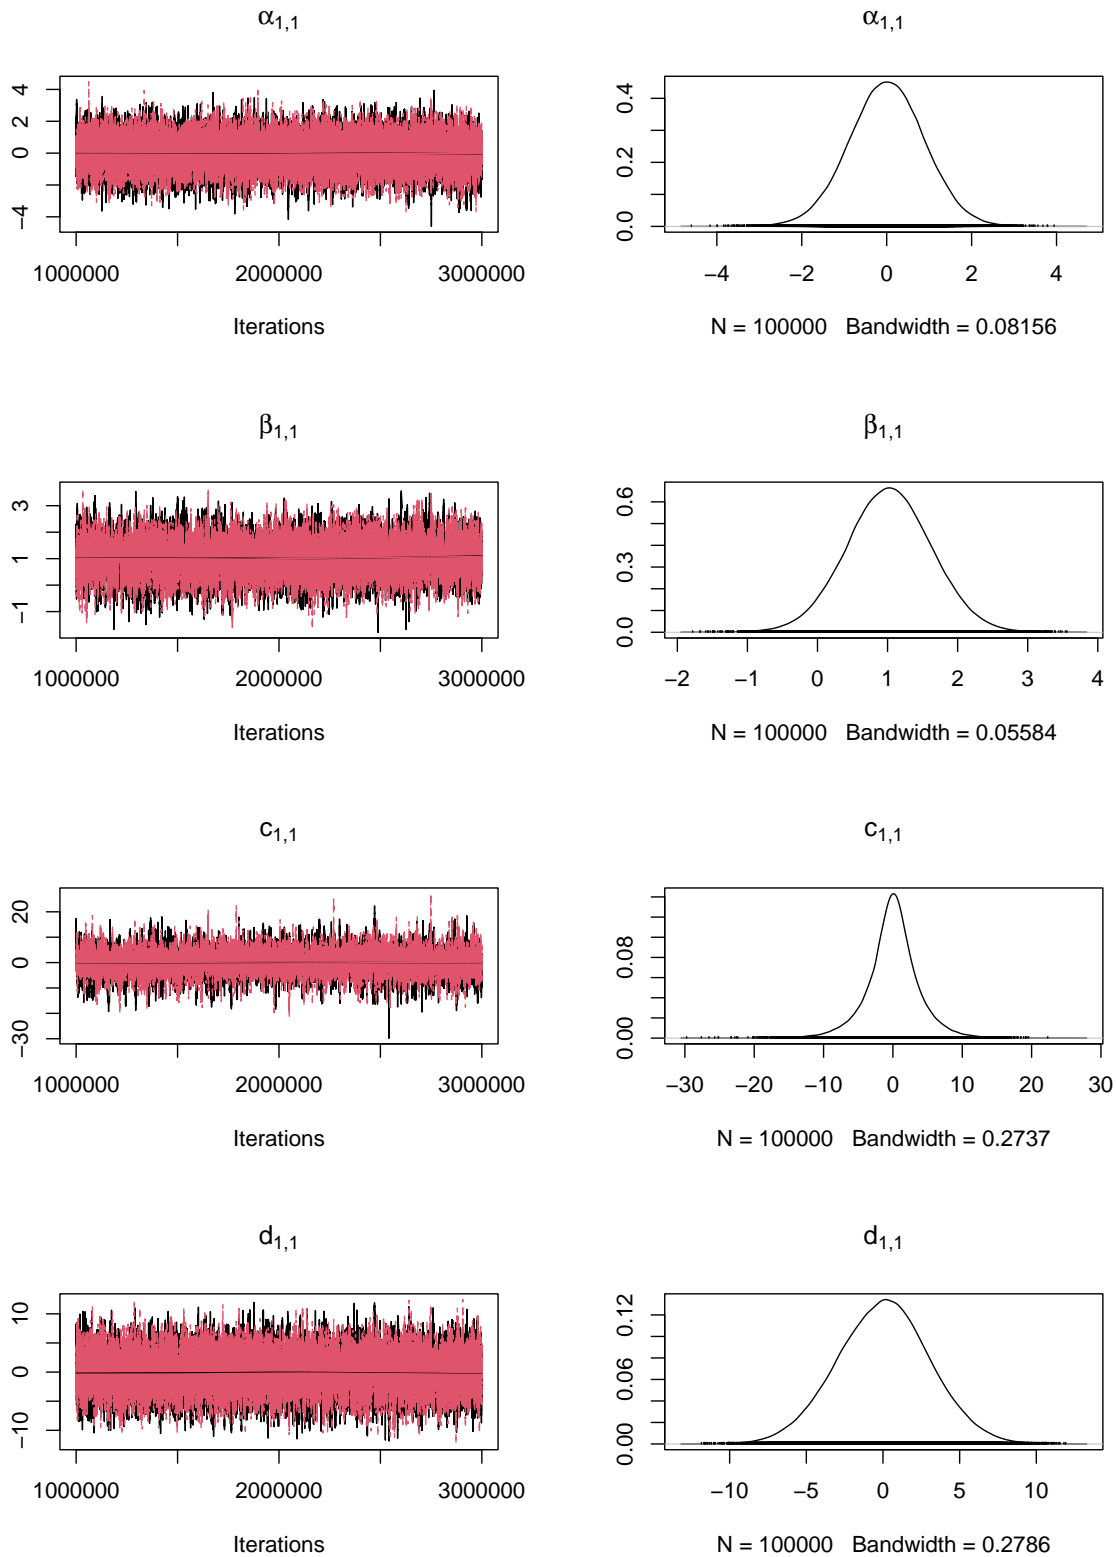 α1,1
α1,1
4
2
0
−4
1000000 2000000 3000000
Iterations
0.4
0.2
0.0
−4 −2 0 2 4
N = 100000 Bandwidth = 0.08156
β1,1
β1,1
3
1
−1
1000000 2000000 3000000
Iterations
0.6
0.3
0.0
−2 −1 0 1 2 3 4
N = 100000 Bandwidth = 0.05584
c1,1
c1,1
20
0
−30
1000000 2000000 3000000
Iterations
0.08
0.00
−30 −20 −10 0 10 20 30
N = 100000 Bandwidth = 0.2737
d1,1
d1,1
10
0
−10
1000000 2000000 3000000
Iterations
0.12
0.06
0.00
−10 −5 0 5 10
N = 100000 Bandwidth = 0.2786